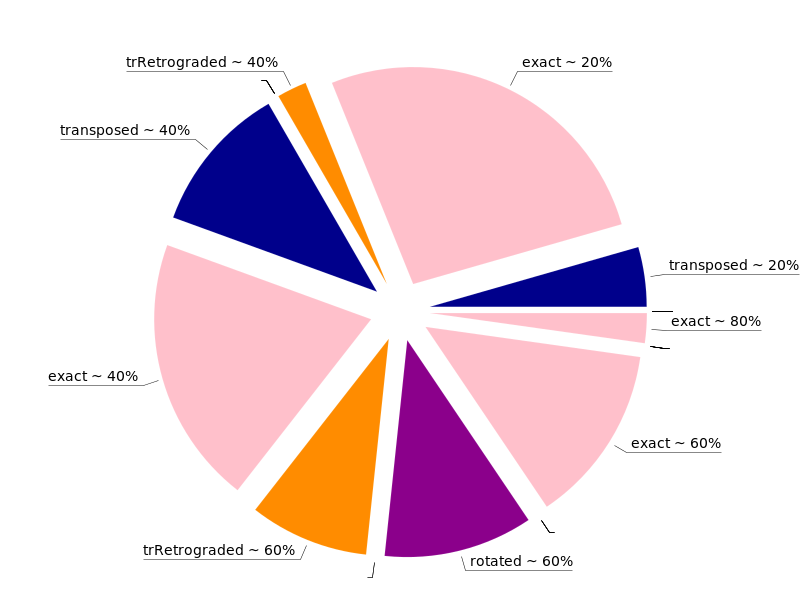 trRetrograded ~ 40%
exact ~ 20%
transposed ~ 40%
transposed ~ 20%
exact ~ 80%
exact ~ 40%
exact ~ 60%
trRetrograded ~ 60%
rotated ~ 60%